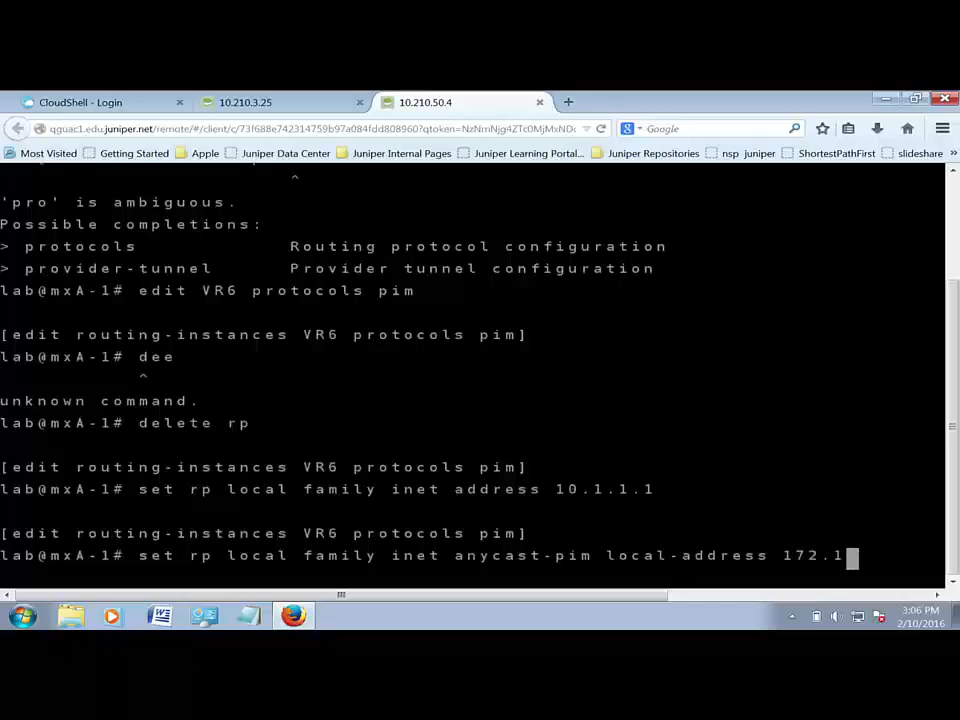 CloudShell - Login
10.210.3.25
10.210.50.4
qguac1.edu.juniper.net/remote/#/client/c/73f688e742314759b97a084fdd808960?qtoken=NzNmNjg4ZTc0MjMxNDc
Google
Most Visited
Getting Started
Apple
Juniper Data Center
Juniper Internal Pages
Juniper Learning Portal...
Juniper Repositories
nsp juniper
ShortestPathFirst
slideshare
^
'pro' is ambiguous.
Possible completions:
> protocols Routing protocol configuration
> provider-tunnel Provider tunnel configuration
lab@mxA-1# edit VR6 protocols pim
[edit routing-instances VR6 protocols pim]
lab@mxA-1# dee
^
unknown command.
lab@mxA-1# delete rp
[edit routing-instances VR6 protocols pim]
lab@mxA-1# set rp local family inet address 10.1.1.1
[edit routing-instances VR6 protocols pim]
lab@mxA-1# set rp local family inet anycast-pim local-address 172.1
3:06 PM
2/10/2016